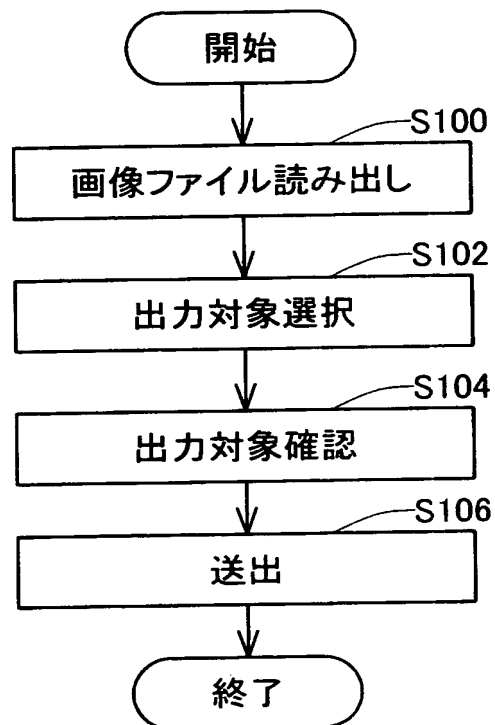 開始
S100
画像ファイル読み出し
S102
出力対象選択
S104
出力対象確認
S106
送出
終了